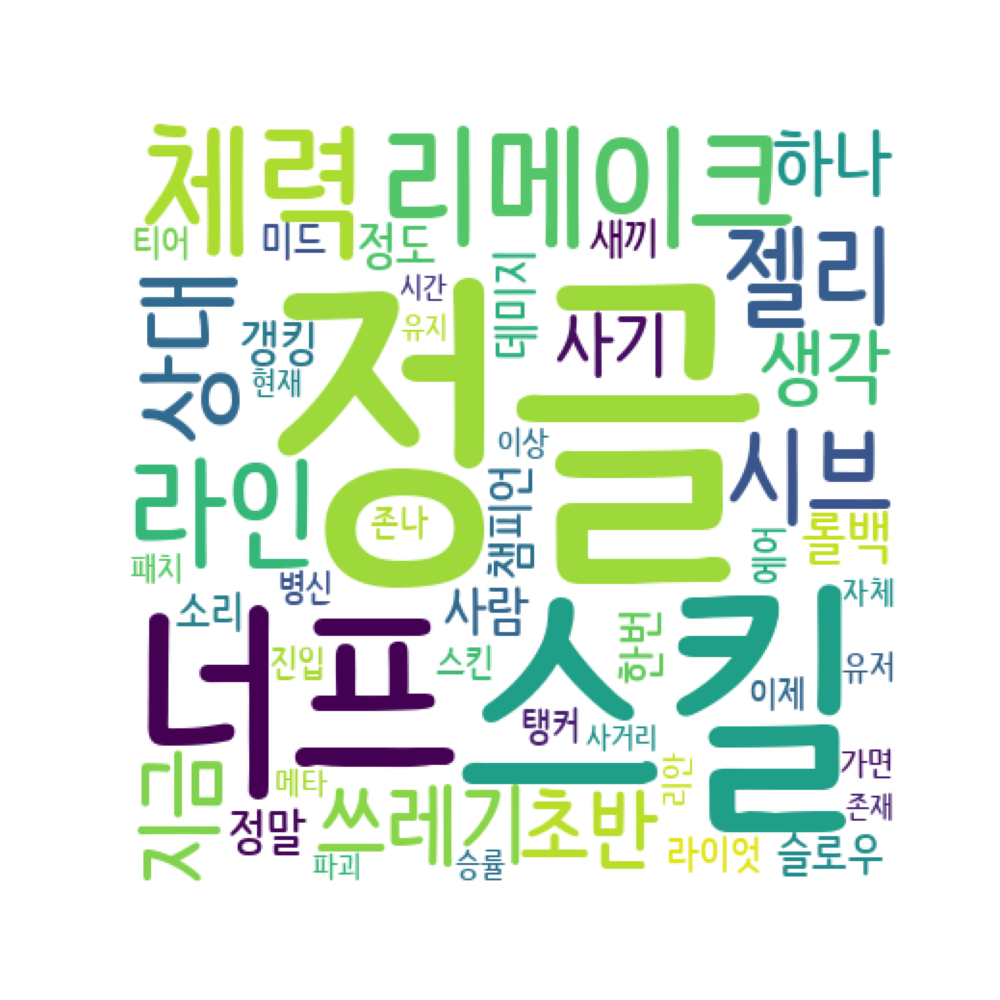 체력
리메이크
하나
티어
미드
정도
새끼
젤리
상대
갱킹
현재
시간
유지
데미지
사기
생각
정글
라인
존나
이상
챔피언
시브
롤백
에어
패치
소리
병신
사람
한번
자체
너프
진입
스킨
스킬
이제
유저
탱커
사거리
지금
메타
정말
쓰레기
초반
리안
라이엇
가면
존재
슬로우
파괴
승률